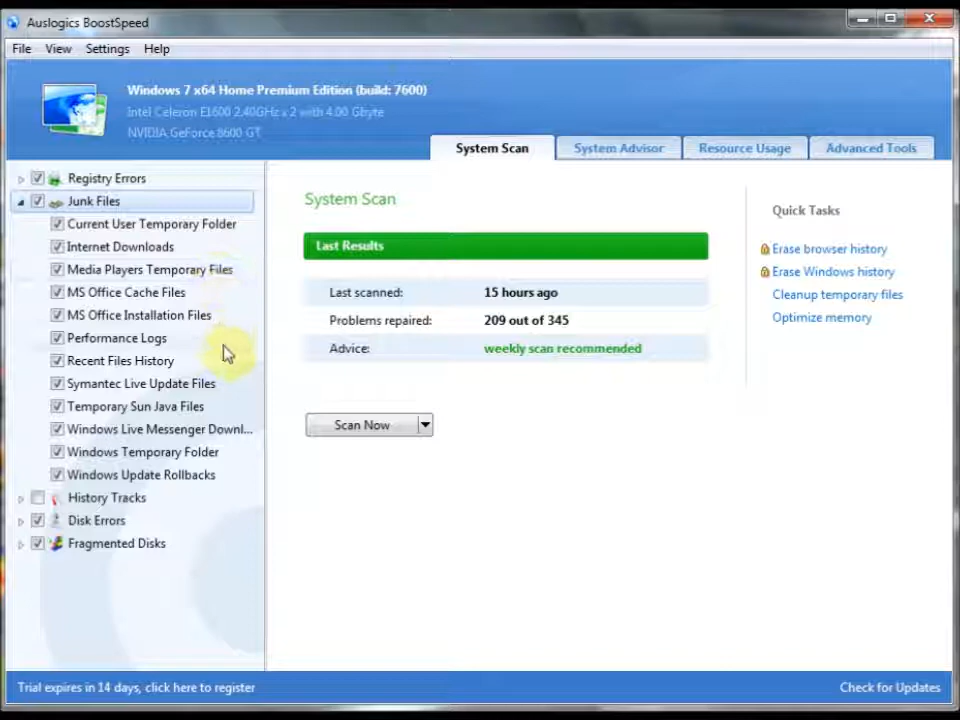 Auslogics BoostSpeed
File View Settings Help
Windows 7 x64 Home Premium Edition (build: 7600)
Intel Celeron E1600 2.40GHz x 2 with 4.00 Gbyte
NVIDIA GeForce 8600 GT
System Scan System Advisor Resource Usage Advanced Tools
Registry Errors
Junk Files
Current User Temporary Folder
Internet Downloads
Media Players Temporary Files
MS Office Cache Files
MS Office Installation Files
Performance Logs
Recent Files History
Symantec Live Update Files
Temporary Sun Java Files
Windows Live Messenger Downl...
Windows Temporary Folder
Windows Update Rollbacks
History Tracks
Disk Errors
Fragmented Disks
System Scan
Last Results
Last scanned: 15 hours ago
Problems repaired: 209 out of 345
Advice: weekly scan recommended
Scan Now
Quick Tasks
Erase browser history
Erase Windows history
Cleanup temporary files
Optimize memory
Trial expires in 14 days, click here to register
Check for Updates